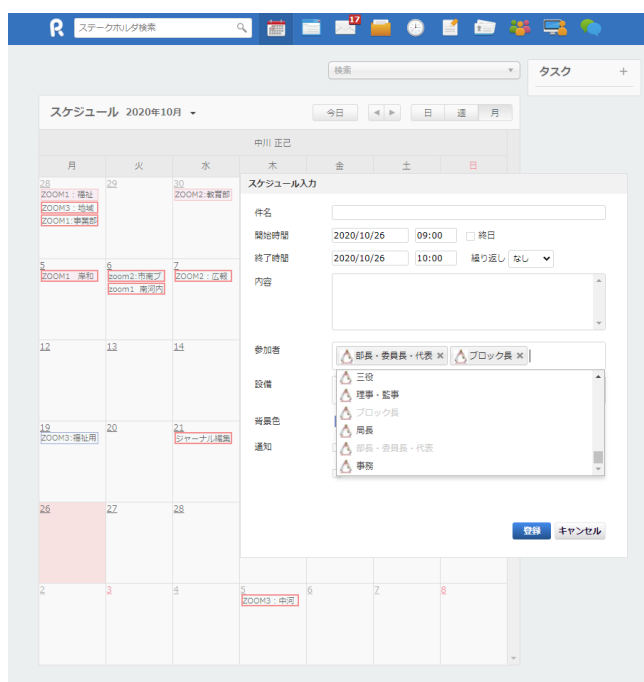 R ステークホルダ検索 17
検索
タスク +
スケジュール 2020年10月
今日 日 週 月
中川 正己
月 火 水 木 金 土 日
28 29 30
ZOOM1：福祉 ZOOM2:教育部
ZOOM3：地域
ZOOM1:事業部
スケジュール入力
件名
開始時間 2020/10/26 09:00 終日
終了時間 2020/10/26 10:00 繰り返し なし
内容
5 6 7
ZOOM1 岸和 zoom2:市南ブ ZOOM2：広報
zoom1 南河内
12 13 14
参加者 部長・委員長・代表 × ブロック長 ×
三役
理事・監事
ブロック長
局長
部長・委員長・代表
事務
設備
背景色
通知
19 20 21
ZOOM3:福祉用 ジャーナル編集
26 27 28
登録 キャンセル
2 3 4 5 6 7 8
ZOOM3：中河